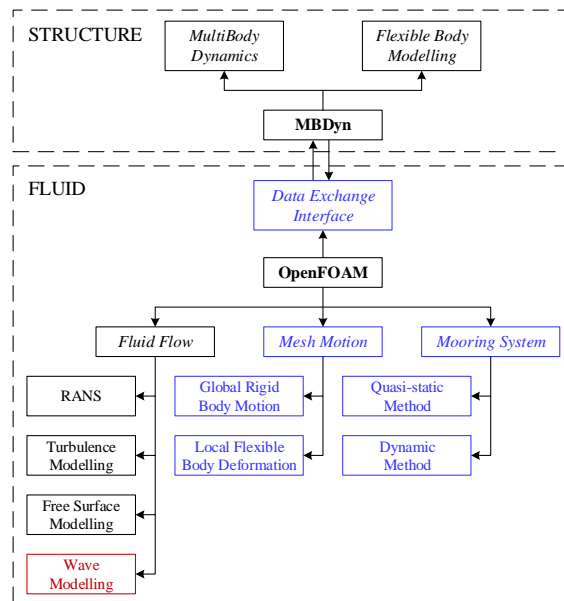 STRUCTURE
MultiBody
Dynamics
Flexible Body
Modelling
MBDyn
FLUID
Data Exchange
Interface
OpenFOAM
Fluid Flow
Mesh Motion
Mooring System
RANS
Global Rigid
Body Motion
Quasi-static
Method
Turbulence
Modelling
Local Flexible
Body Deformation
Dynamic
Method
Free Surface
Modelling
Wave
Modelling